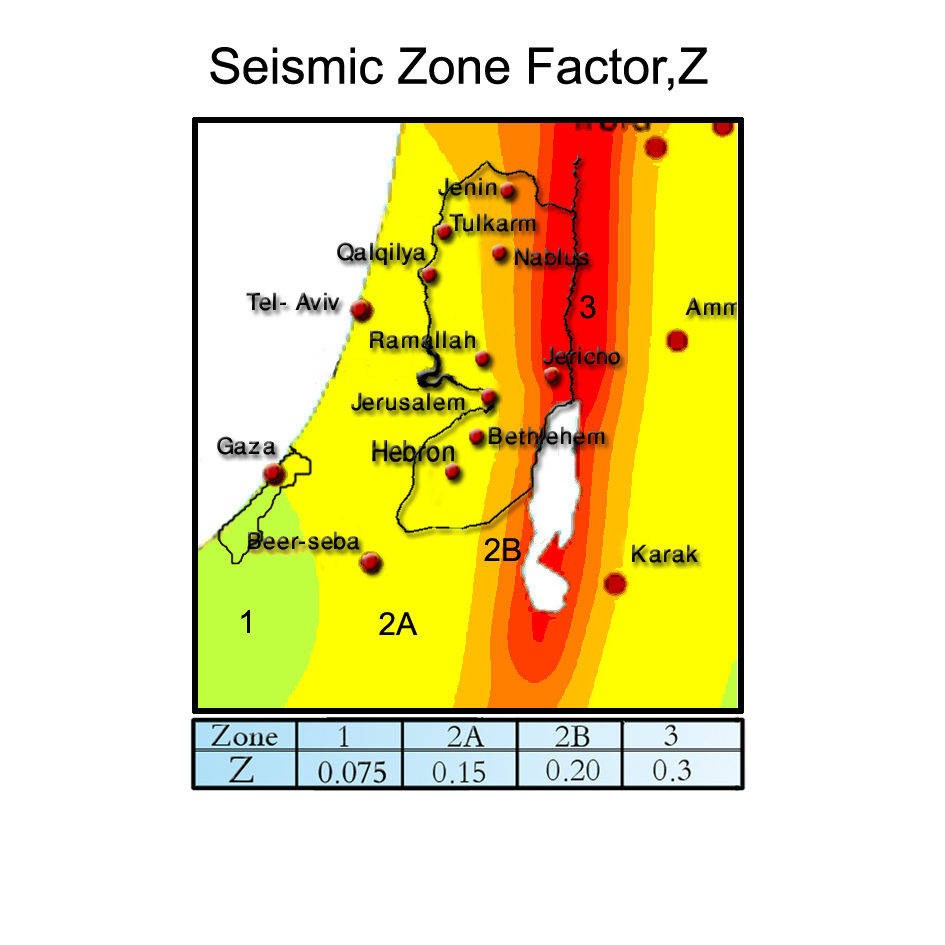 Seismic Zone Factor,Z
Jenin
Tulkarm
Qalqilya
Nablus
Tel- Aviv
3
Amm
Ramallah
Jericho
Jerusalem
Bethlehem
Gaza
Hebron
Beer-seba
2B
Karak
1
2A
Zone 1 2A 2B 3
Z 0.075 0.15 0.20 0.3